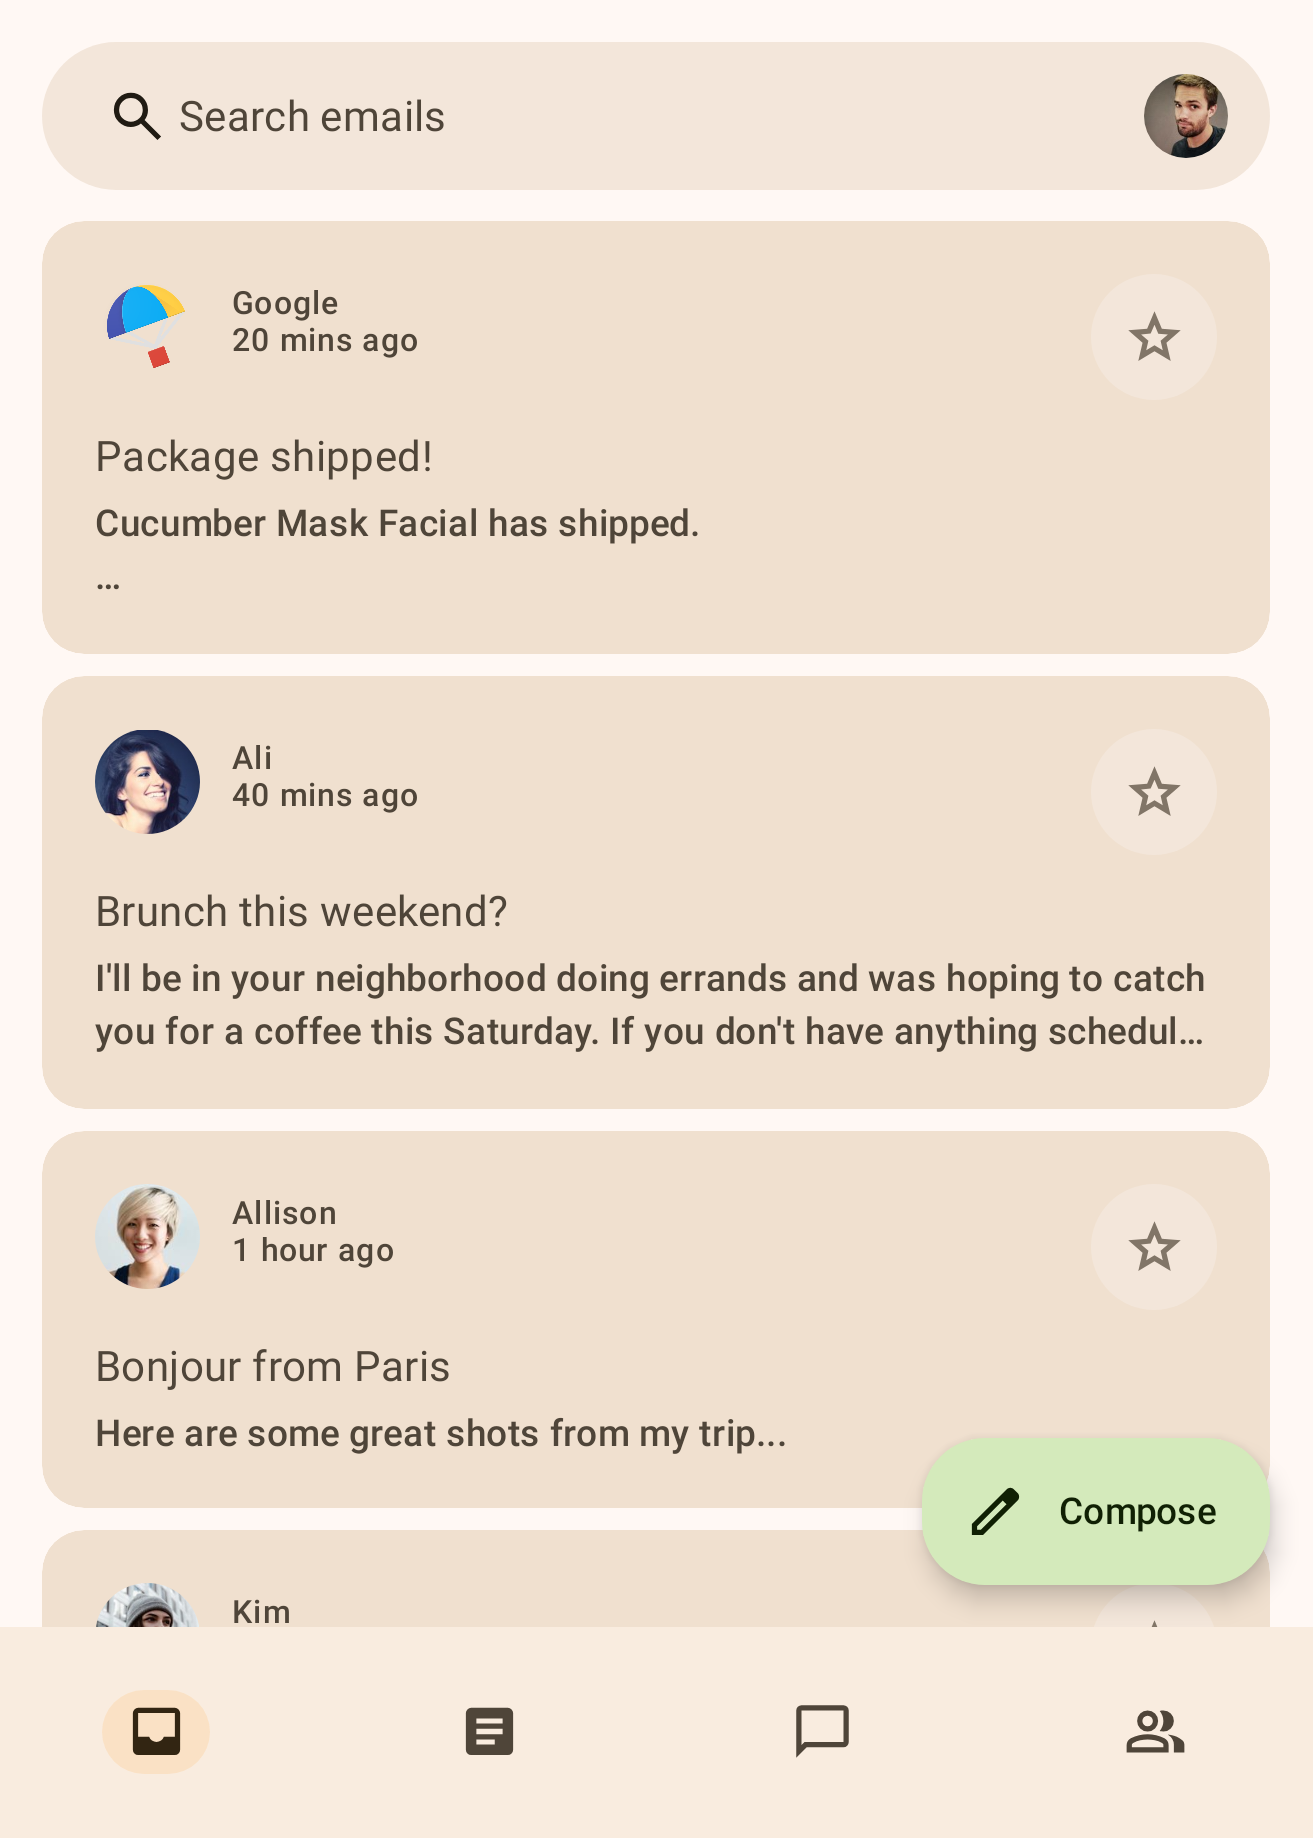 Search emails
Google
20 mins ago
Package shipped!
Cucumber Mask Facial has shipped.
…
Ali
40 mins ago
Brunch this weekend?
I'll be in your neighborhood doing errands and was hoping to catch
you for a coffee this Saturday. If you don't have anything schedul…
Allison
1 hour ago
Bonjour from Paris
Here are some great shots from my trip...
Compose
Kim